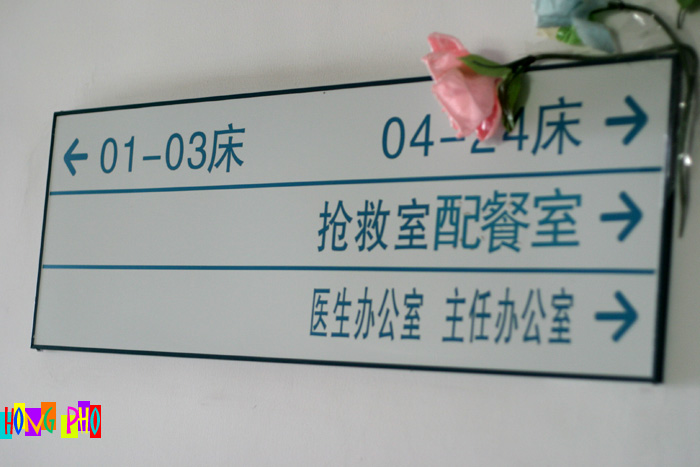 ← 01-03床 04-24床 →
抢救室配餐室 →
医生办公室 主任办公室 →
HONG PHO